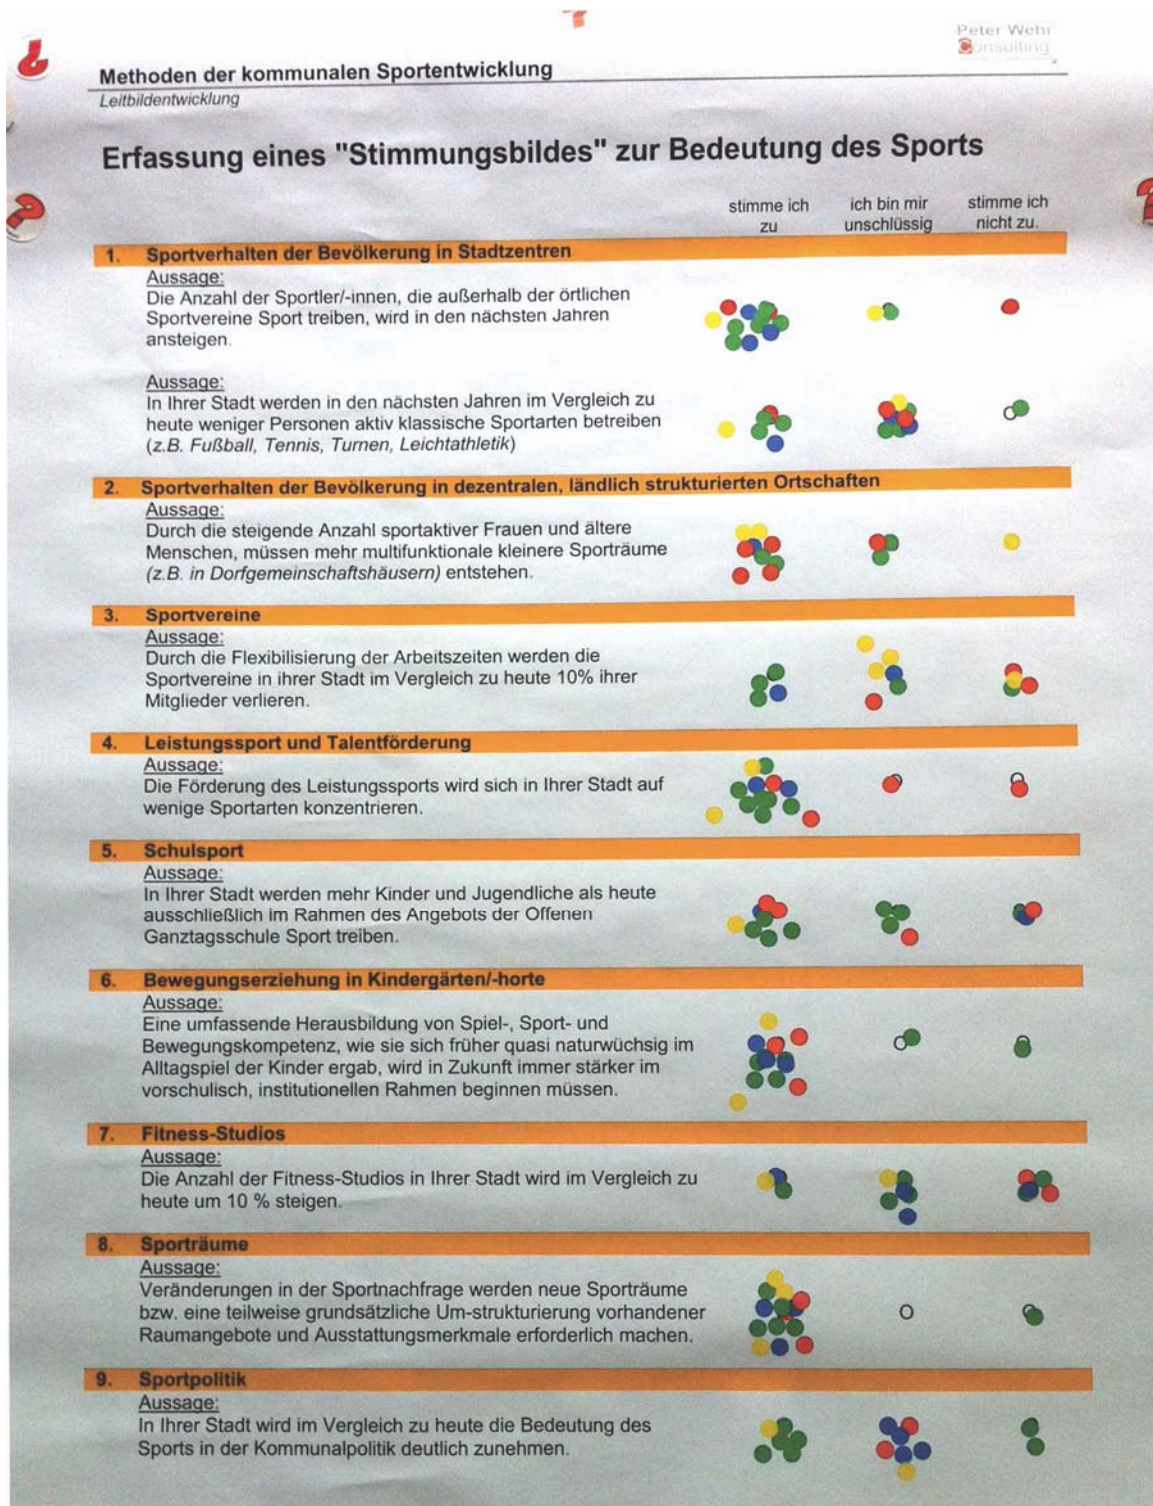 Peter Wehr
Consulting
Methoden der kommunalen Sportentwicklung
Leitbildentwicklung
Erfassung eines "Stimmungsbildes" zur Bedeutung des Sports
stimme ich zu
ich bin mir unschlüssig
stimme ich nicht zu.
1. Sportverhalten der Bevölkerung in Stadtzentren
Aussage:
Die Anzahl der Sportler/-innen, die außerhalb der örtlichen
Sportvereine Sport treiben, wird in den nächsten Jahren
ansteigen.
Aussage:
In Ihrer Stadt werden in den nächsten Jahren im Vergleich zu
heute weniger Personen aktiv klassische Sportarten betreiben
(z.B. Fußball, Tennis, Turnen, Leichtathletik)
2. Sportverhalten der Bevölkerung in dezentralen, ländlich strukturierten Ortschaften
Aussage:
Durch die steigende Anzahl sportaktiver Frauen und ältere
Menschen, müssen mehr multifunktionale kleinere Sporträume
(z.B. in Dorfgemeinschaftshäusern) entstehen.
3. Sportvereine
Aussage:
Durch die Flexibilisierung der Arbeitszeiten werden die
Sportvereine in ihrer Stadt im Vergleich zu heute 10% ihrer
Mitglieder verlieren.
4. Leistungssport und Talentförderung
Aussage:
Die Förderung des Leistungssports wird sich in Ihrer Stadt auf
wenige Sportarten konzentrieren.
5. Schulsport
Aussage:
In Ihrer Stadt werden mehr Kinder und Jugendliche als heute
ausschließlich im Rahmen des Angebots der Offenen
Ganztagsschule Sport treiben.
6. Bewegungserziehung in Kindergärten/-horte
Aussage:
Eine umfassende Herausbildung von Spiel-, Sport- und
Bewegungskompetenz, wie sie sich früher quasi naturwüchsig im
Alltagspiel der Kinder ergab, wird in Zukunft immer stärker im
vorschulisch, institutionellen Rahmen beginnen müssen.
7. Fitness-Studios
Aussage:
Die Anzahl der Fitness-Studios in Ihrer Stadt wird im Vergleich zu
heute um 10 % steigen.
8. Sporträume
Aussage:
Veränderungen in der Sportnachfrage werden neue Sporträume
bzw. eine teilweise grundsätzliche Um-strukturierung vorhandener
Raumangebote und Ausstattungsmerkmale erforderlich machen.
9. Sportpolitik
Aussage:
In Ihrer Stadt wird im Vergleich zu heute die Bedeutung des
Sports in der Kommunalpolitik deutlich zunehmen.